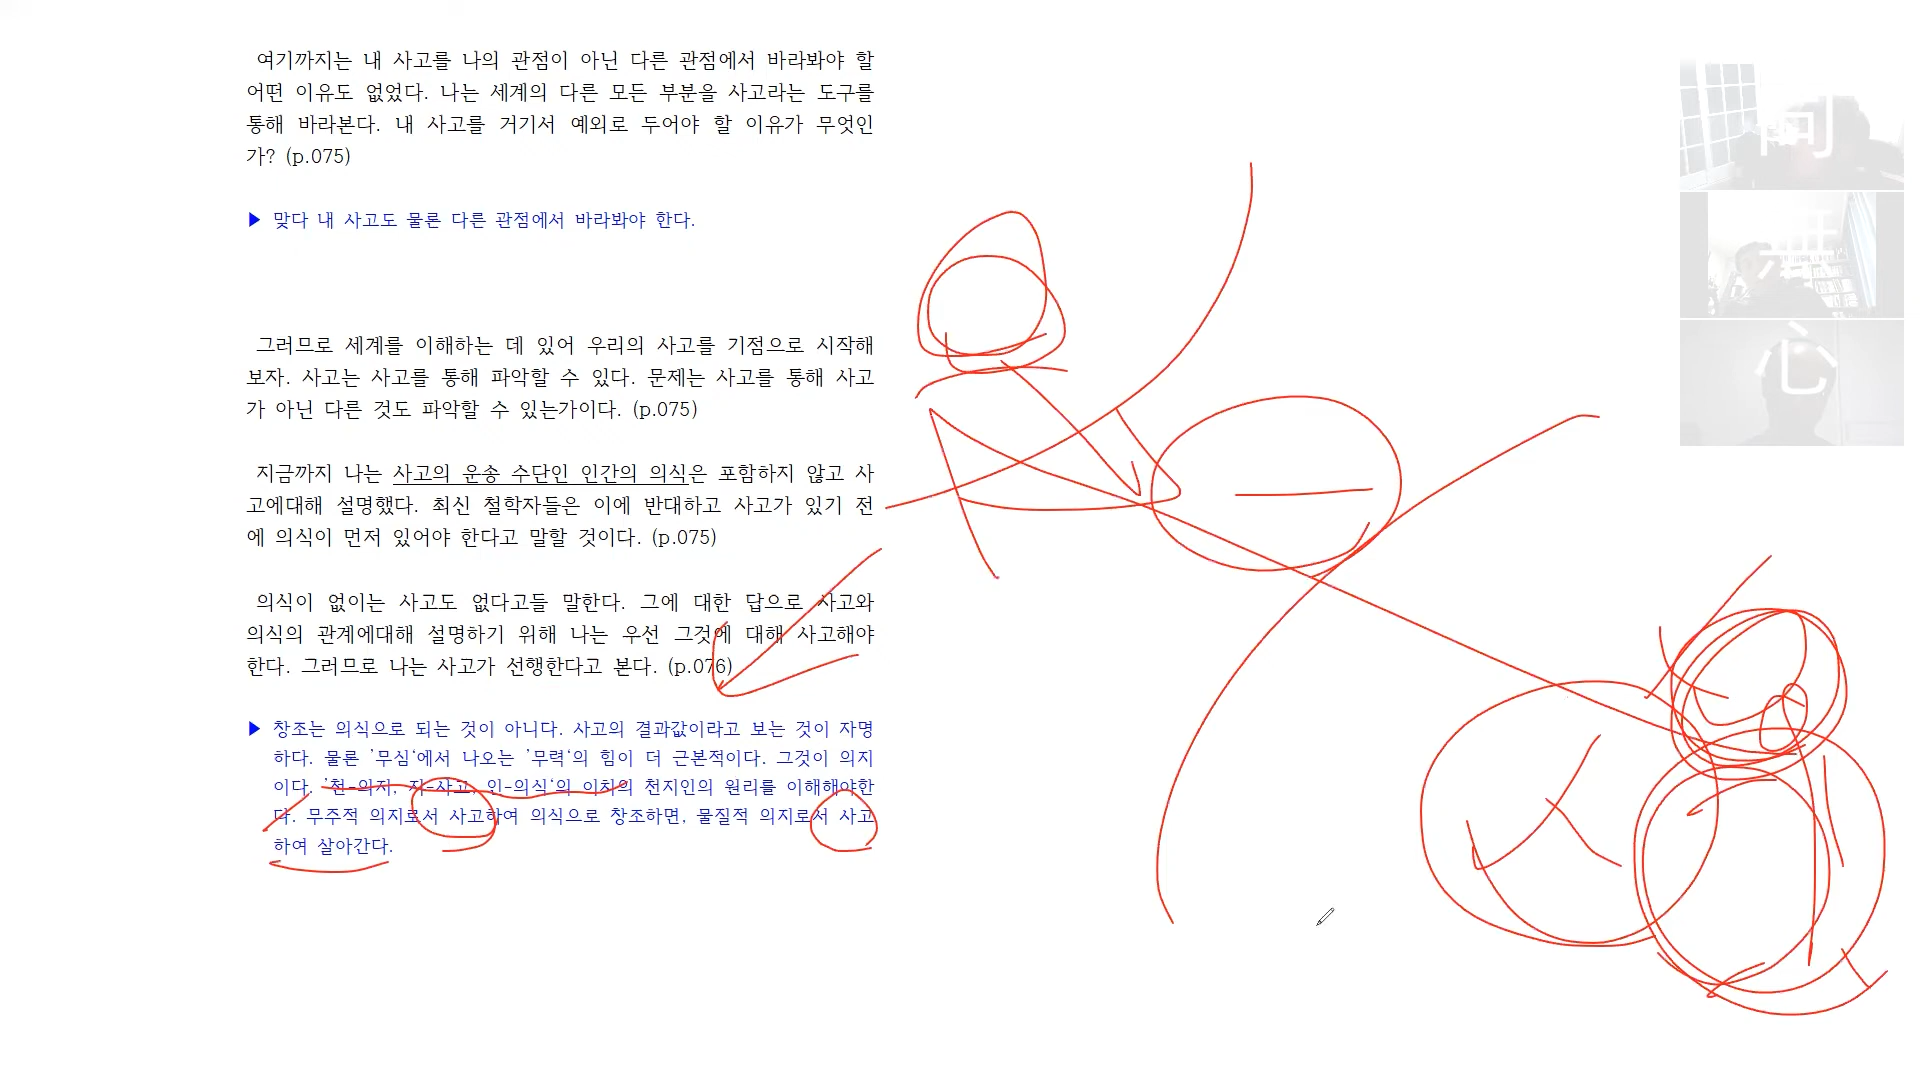 여기까지는 내 사고를 나의 관점이 아닌 다른 관점에서 바라봐야 할
어떤 이유도 없었다. 나는 세계의 다른 모든 부분을 사고라는 도구를
통해 바라본다. 내 사고를 거기서 예외로 두어야 할 이유가 무엇인
가? (p.075)
▶ 맞다 내 사고도 물론 다른 관점에서 바라봐야 한다.
그러므로 세계를 이해하는 데 있어 우리의 사고를 기점으로 시작해
보자. 사고는 사고를 통해 파악할 수 있다. 문제는 사고를 통해 사고
가 아닌 다른 것도 파악할 수 있는가이다. (p.075)
지금까지 나는 사고의 운송 수단인 인간의 의식은 포함하지 않고 사
고에대해 설명했다. 최신 철학자들은 이에 반대하고 사고가 있기 전
에 의식이 먼저 있어야 한다고 말할 것이다. (p.075)
의식이 없이는 사고도 없다고들 말한다. 그에 대한 답으로 사고와
의식의 관계에대해 설명하기 위해 나는 우선 그것에 대해 사고해야
한다. 그러므로 나는 사고가 선행한다고 본다. (p.076)
▶ 창조는 의식으로 되는 것이 아니다. 사고의 결과값이라고 보는 것이 자명
하다. 물론 '무심'에서 나오는 '무력'의 힘이 더 근본적이다. 그것이 의지
이다. '천-의지, 지-사고, 인-의식'의 이치의 천지인의 원리를 이해해야한
다. 무주적 의지로서 사고하여 의식으로 창조하면, 물질적 의지로서 사고
하여 살아간다.
無
心